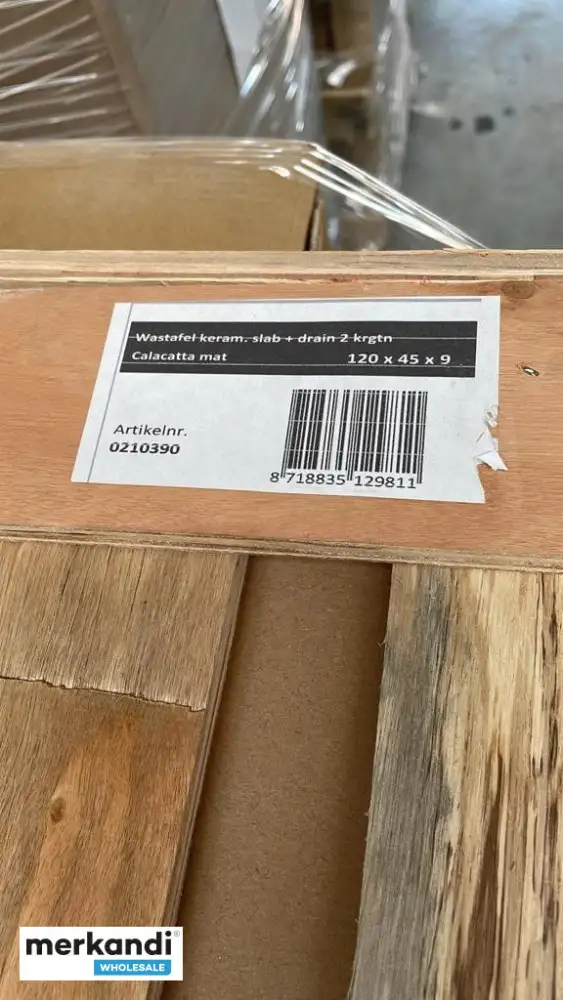 Wastafel keram. slab + drain 2 krgtn
Calacatta mat 120 x 45 x 9
Artikelnr.
0210390
8 718835 129811
merkandi®
WHOLESALE